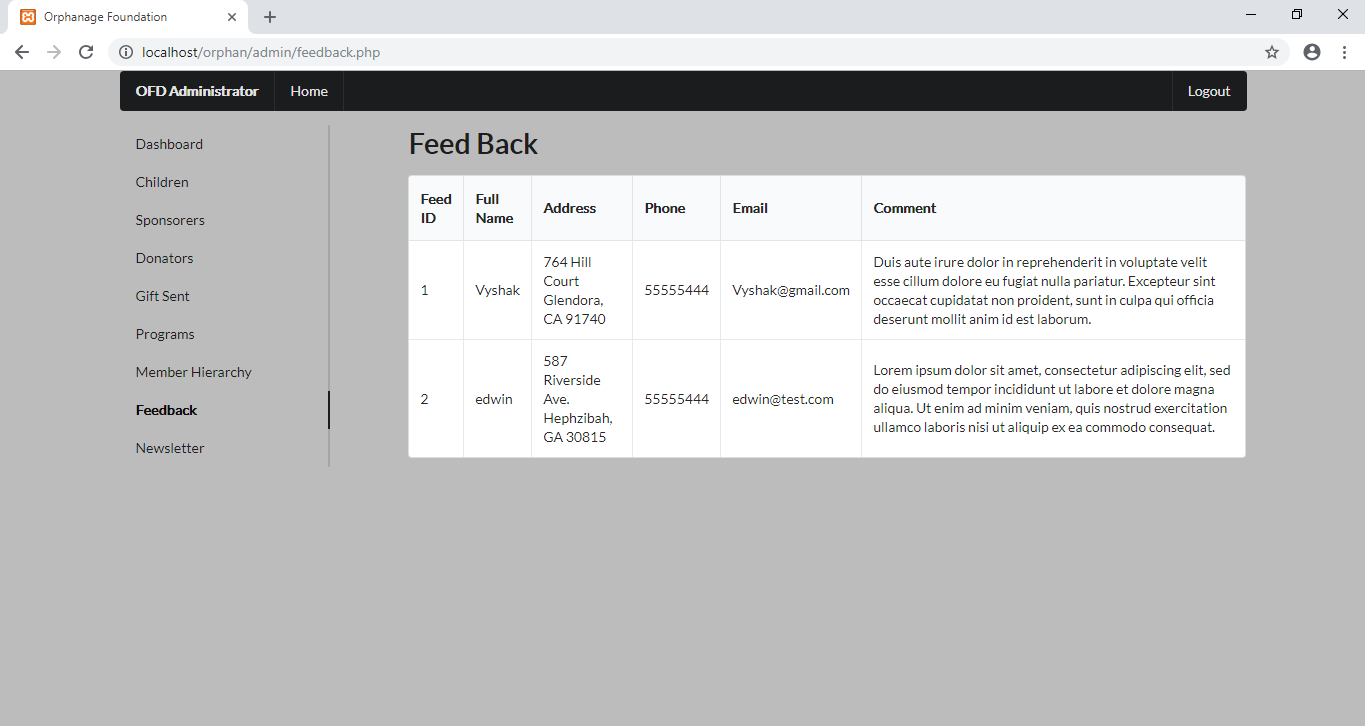 Orphanage Foundation
localhost/orphan/admin/feedback.php
OFD Administrator
Home
Logout
Dashboard
Children
Sponsorers
Donators
Gift Sent
Programs
Member Hierarchy
Feedback
Newsletter
Feed Back
Feed
ID
Full
Name
Address
Phone
Email
Comment
1
Vyshak
764 Hill
Court
Glendora,
CA 91740
55555444
Vyshak@gmail.com
Duis aute irure dolor in reprehenderit in voluptate velit
esse cillum dolore eu fugiat nulla pariatur. Excepteur sint
occaecat cupidatat non proident, sunt in culpa qui officia
deserunt mollit anim id est laborum.
2
edwin
587
Riverside
Ave.
Hephzibah,
GA 30815
55555444
edwin@test.com
Lorem ipsum dolor sit amet, consectetur adipiscing elit, sed
do eiusmod tempor incididunt ut labore et dolore magna
aliqua. Ut enim ad minim veniam, quis nostrud exercitation
ullamco laboris nisi ut aliquip ex ea commodo consequat.